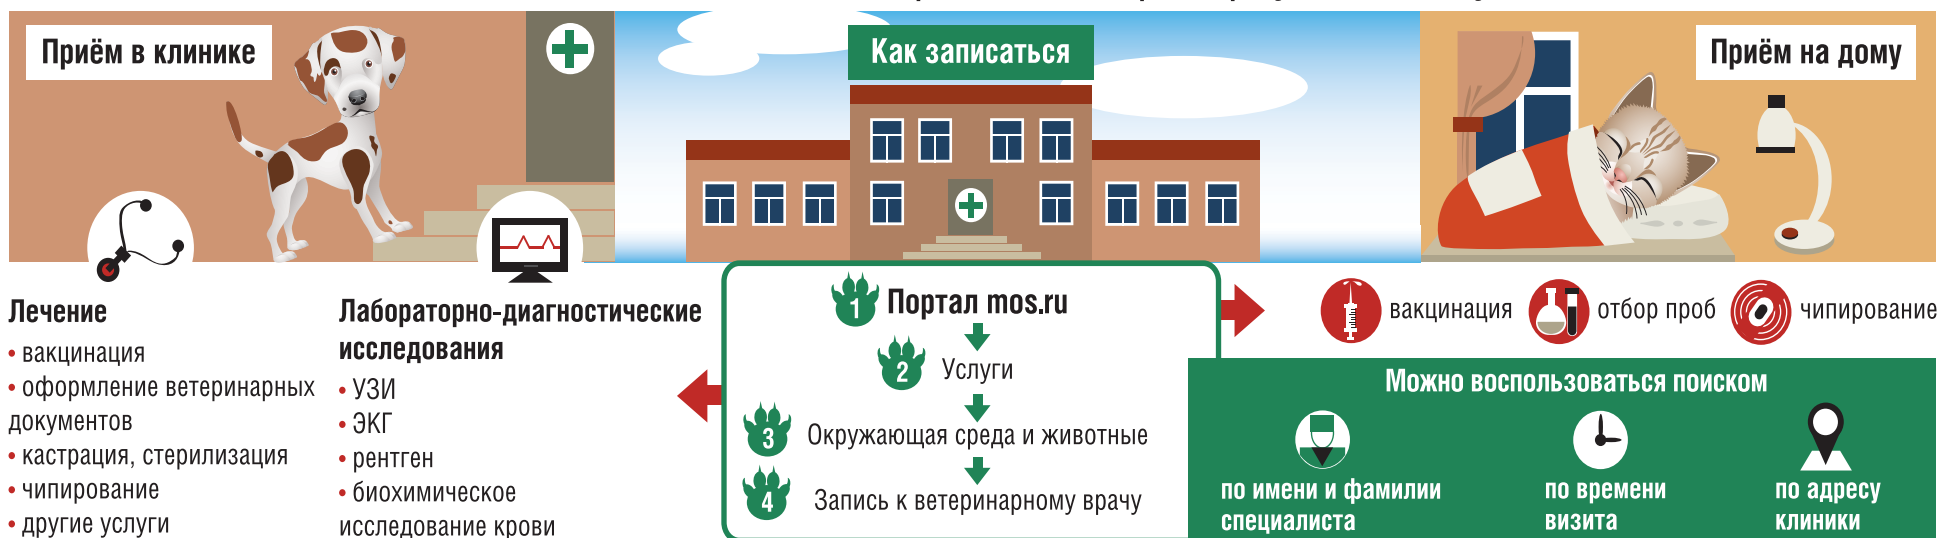 Приём в клинике
Как записаться
Приём на дому
Лечение
• вакцинация
• оформление ветеринарных
документов
• кастрация, стерилизация
• чипирование
• другие услуги
Лабораторно-диагностические
исследования
• УЗИ
• ЭКГ
• рентген
• биохимическое
исследование крови
1 Портал mos.ru
2 Услуги
3 Окружающая среда и животные
4 Запись к ветеринарному врачу
вакцинация
отбор проб
чипирование
Можно воспользоваться поиском
по имени и фамилии
специалиста
по времени
визита
по адресу
клиники